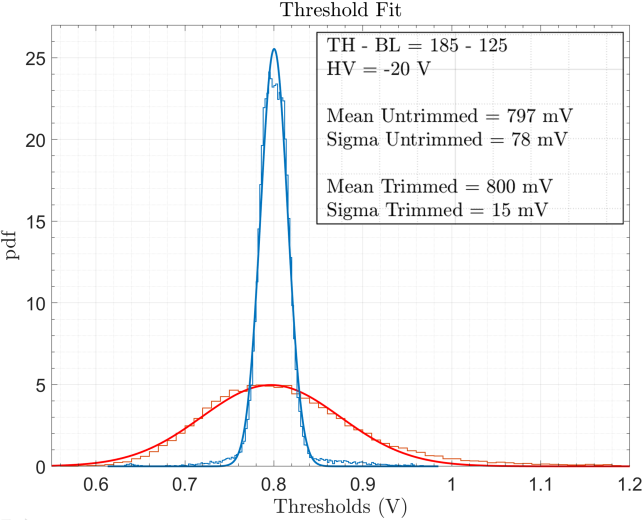 Threshold Fit
TH - BL = 185 - 125
HV = -20 V
Mean Untrimmed = 797 mV
Sigma Untrimmed = 78 mV
Mean Trimmed = 800 mV
Sigma Trimmed = 15 mV
pdf
25
20
15
10
5
0
0.6 0.7 0.8 0.9 1 1.1 1.2
Thresholds (V)